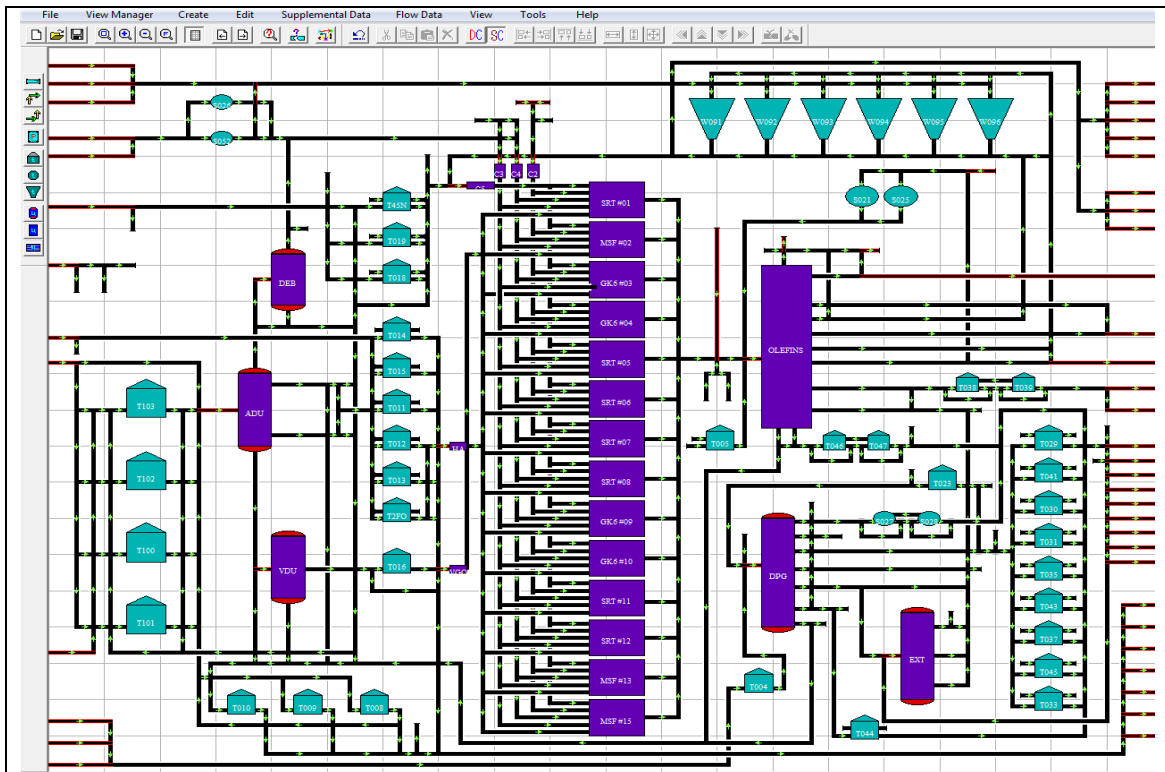 File View Manager Create Edit Supplemental Data Flow Data View Tools Help
DC SC
S026
S052
W091 W092 W093 W094 W095 W096
C3 C4 C2
C5
T45N
SRT #01
S021 S025
T019
MSF #02
T018
DEB
GK6 #03
T014
GK6 #04
OLEFINS
T015
SRT #05
T038 T039
T103
ADU
T011
SRT #06
T012
SRT #07
T005
T046 T047
T029
T102
T013
SRT #08
T023
T041
T2FO
GK6 #09
S027 S028
T030
T100
T031
VDU
T016
GK6 #10
DPG
T035
T101
SRT #11
T043
SRT #12
T037
EXT
MSF #13
T004
T045
T010 T009 T008
MSF #15
T033
T044